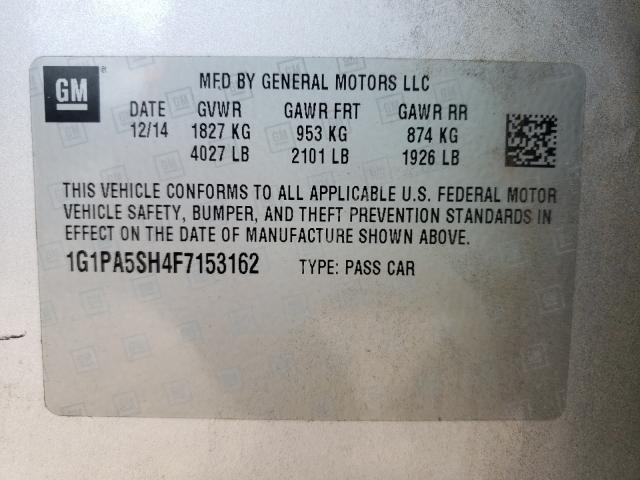 GM
MFD BY GENERAL MOTORS LLC
DATE GVWR GAWR FRT GAWR RR
12/14 1827 KG 953 KG 874 KG
4027 LB 2101 LB 1926 LB
THIS VEHICLE CONFORMS TO ALL APPLICABLE U.S. FEDERAL MOTOR
VEHICLE SAFETY, BUMPER, AND THEFT PREVENTION STANDARDS IN
EFFECT ON THE DATE OF MANUFACTURE SHOWN ABOVE.
1G1PA5SH4F7153162 TYPE: PASS CAR